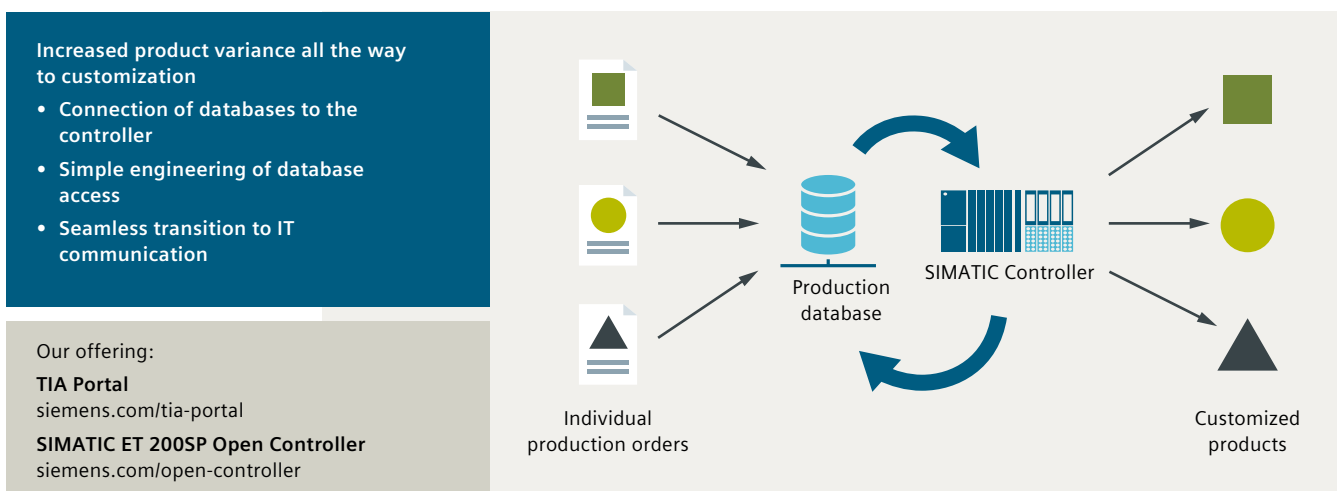 Increased product variance all the way
to customization
• Connection of databases to the
controller
• Simple engineering of database
access
• Seamless transition to IT
communication
Our offering:
TIA Portal
siemens.com/tia-portal
SIMATIC ET 200SP Open Controller
siemens.com/open-controller
Individual
production orders
Production
database
SIMATIC Controller
Customized
products